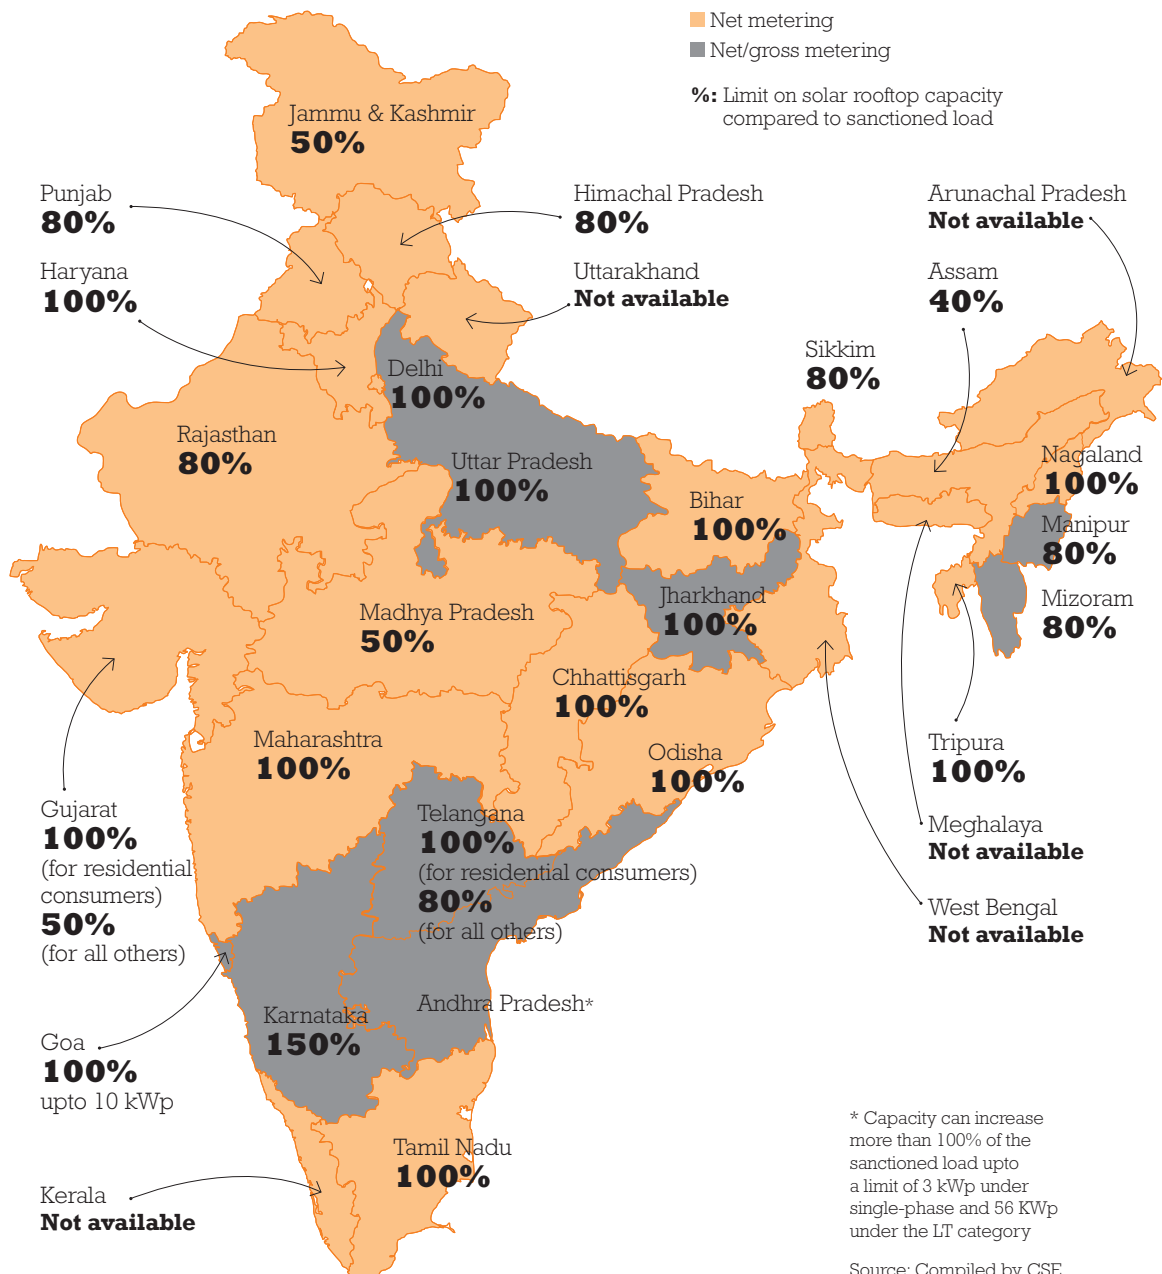 Net metering
Net/gross metering
%: Limit on solar rooftop capacity
compared to sanctioned load
Jammu & Kashmir
50%
Punjab
80%
Himachal Pradesh
80%
Arunachal Pradesh
Not available
Haryana
100%
Uttarakhand
Not available
Assam
40%
Sikkim
80%
Delhi
100%
Rajasthan
80%
Uttar Pradesh
100%
Bihar
100%
Nagaland
100%
Manipur
80%
Jharkhand
100%
Mizoram
80%
Madhya Pradesh
50%
Chhattisgarh
100%
Maharashtra
100%
Odisha
100%
Tripura
100%
Gujarat
100%
(for residential
consumers)
50%
(for all others)
Telangana
100%
(for residential consumers)
80%
(for all others)
Meghalaya
Not available
West Bengal
Not available
Andhra Pradesh*
Karnataka
150%
Goa
100%
upto 10 kWp
Tamil Nadu
100%
Kerala
Not available
* Capacity can increase
more than 100% of the
sanctioned load upto
a limit of 3 kWp under
single-phase and 56 KWp
under the LT category
Source: Compiled by CSE